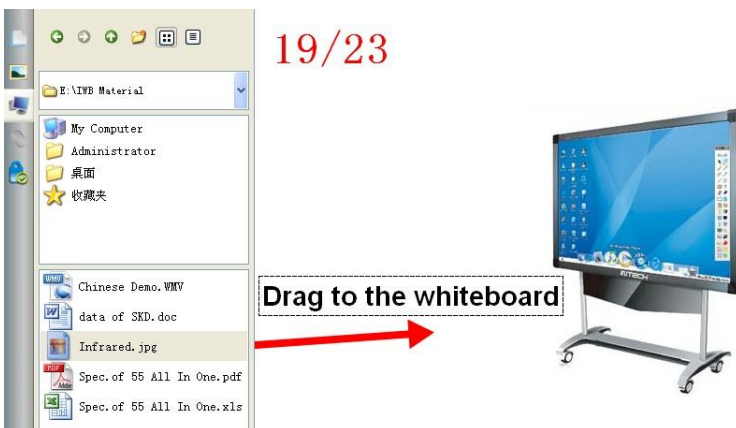 19/23
E:\IWB Material
My Computer
Administrator
桌面
收藏夹
Chinese Demo.WMV
data of SKD.doc
Infrared.jpg
Spec.of 55 All In One.pdf
Spec.of 55 All In One.xls
Drag to the whiteboard